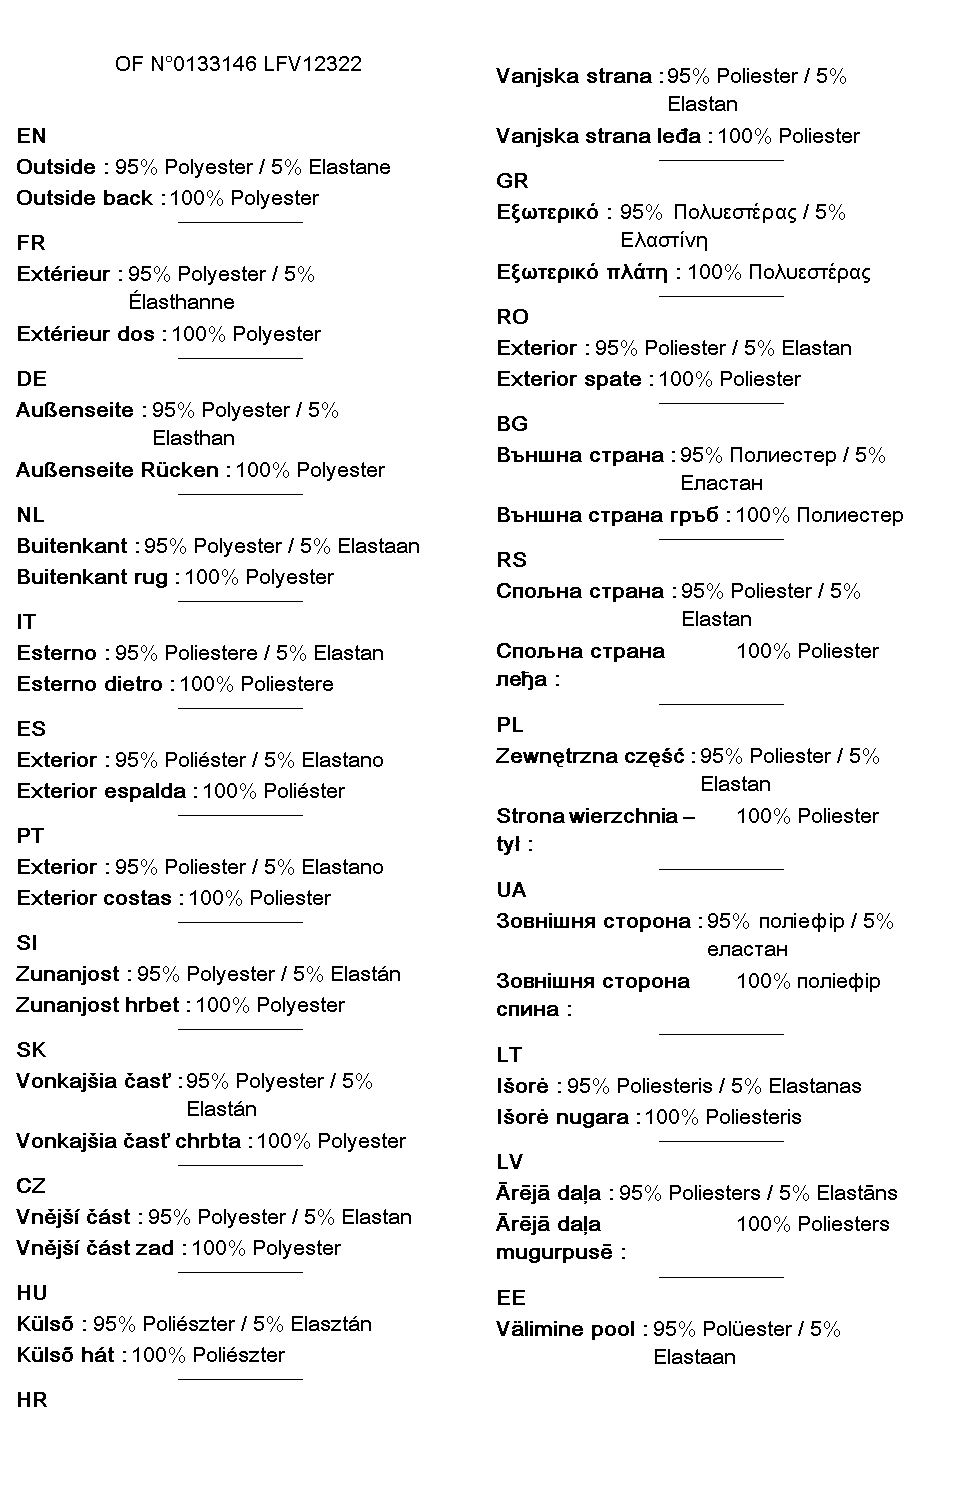 OF N°0133146 LFV12322
EN
Outside : 95% Polyester / 5% Elastane
Outside back : 100% Polyester
FR
Extérieur : 95% Polyester / 5%
Élasthanne
Extérieur dos : 100% Polyester
DE
Außenseite : 95% Polyester / 5%
Elasthan
Außenseite Rücken : 100% Polyester
NL
Buitenkant : 95% Polyester / 5% Elastaan
Buitenkant rug : 100% Polyester
IT
Esterno : 95% Poliestere / 5% Elastan
Esterno dietro : 100% Poliestere
ES
Exterior : 95% Poliéster / 5% Elastano
Exterior espalda : 100% Poliéster
PT
Exterior : 95% Poliester / 5% Elastano
Exterior costas : 100% Poliester
SI
Zunanjost : 95% Polyester / 5% Elastán
Zunanjost hrbet : 100% Polyester
SK
Vonkajšia časť : 95% Polyester / 5%
Elastán
Vonkajšia časť chrbta : 100% Polyester
CZ
Vnější část : 95% Polyester / 5% Elastan
Vnější část zad : 100% Polyester
HU
Külső : 95% Poliészter / 5% Elasztán
Külső hát : 100% Poliészter
HR
Vanjska strana : 95% Poliester / 5%
Elastan
Vanjska strana leđa : 100% Poliester
GR
Εξωτερικό : 95% Πολυεστέρας / 5%
Ελαστίνη
Εξωτερικό πλάτη : 100% Πολυεστέρας
RO
Exterior : 95% Poliester / 5% Elastan
Exterior spate : 100% Poliester
BG
Външна страна : 95% Полиестер / 5%
Еластан
Външна страна гръб : 100% Полиестер
RS
Спољна страна : 95% Poliester / 5%
Elastan
Спољна страна 100% Poliester
леђа :
PL
Zewnętrzna część : 95% Poliester / 5%
Elastan
Strona wierzchnia – 100% Poliester
tył :
UA
Зовнішня сторона : 95% поліефір / 5%
еластан
Зовнішня сторона 100% поліефір
спина :
LT
Išorė : 95% Poliesteris / 5% Elastanas
Išorė nugara : 100% Poliesteris
LV
Ārējā daļa : 95% Poliesters / 5% Elastāns
Ārējā daļa 100% Poliesters
mugurpusē :
EE
Välimine pool : 95% Polüester / 5%
Elastaan